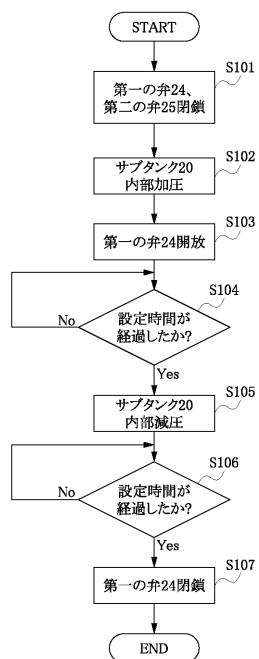 START
S101
第一の弁24、
第二の弁25閉鎖
S102
サブタンク20
内部加圧
S103
第一の弁24開放
S104
設定時間が
経過したか?
No
Yes
S105
サブタンク20
内部減圧
S106
設定時間が
経過したか?
No
Yes
S107
第一の弁24閉鎖
END